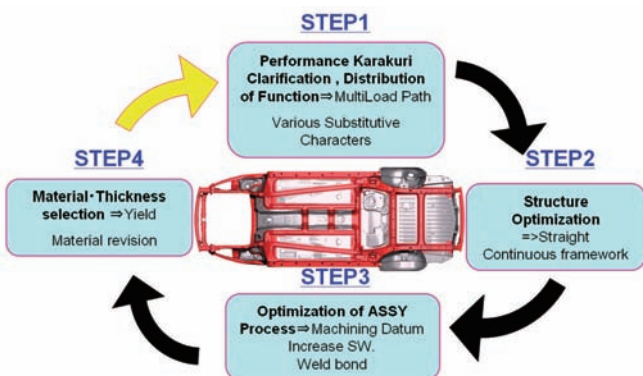 STEP1
Performance Karakuri
Clarification , Distribution
of Function⇒MultiLoad Path
Various Substitutive
Characters
STEP2
Structure
Optimization
=>Straight
Continuous framework
STEP3
Optimization of ASSY
Process⇒Machining Datum
Increase SW.
Weld bond
STEP4
Material・Thickness
selection ⇒Yield
Material revision